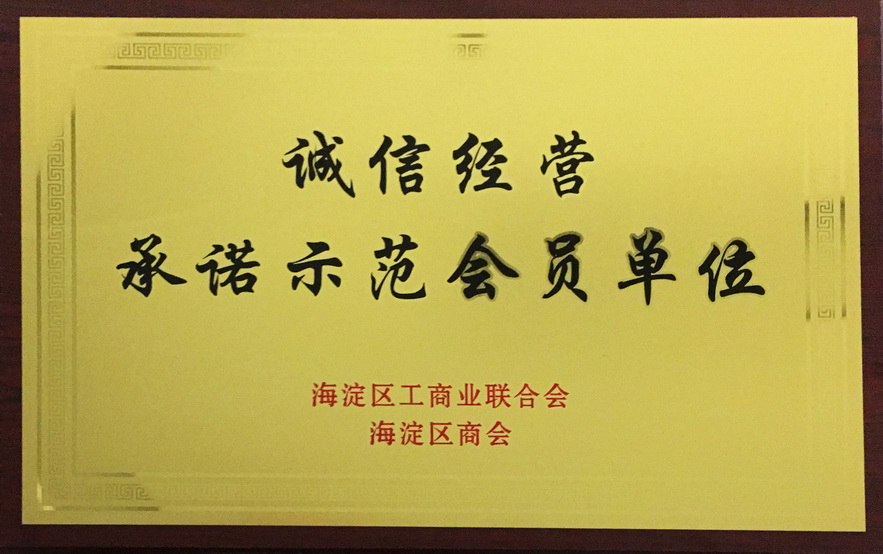 诚信经营
承诺示范会员单位
海淀区工商业联合会
海淀区商会